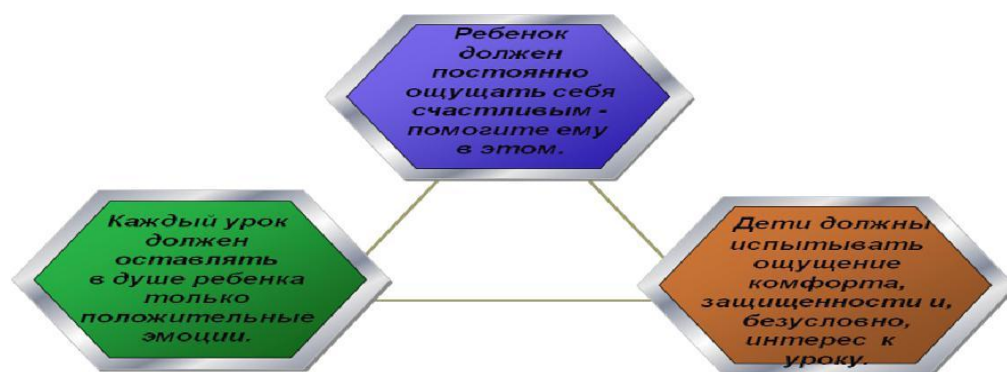 Ребенок
должен
постоянно
ощущать себя
счастливым -
помогите ему
в этом.
Каждый урок
должен
оставлять
в душе ребенка
только
положительные
эмоции.
Дети должны
испытывать
ощущение
комфорта,
защищенности и,
безусловно,
интерес к
уроку.